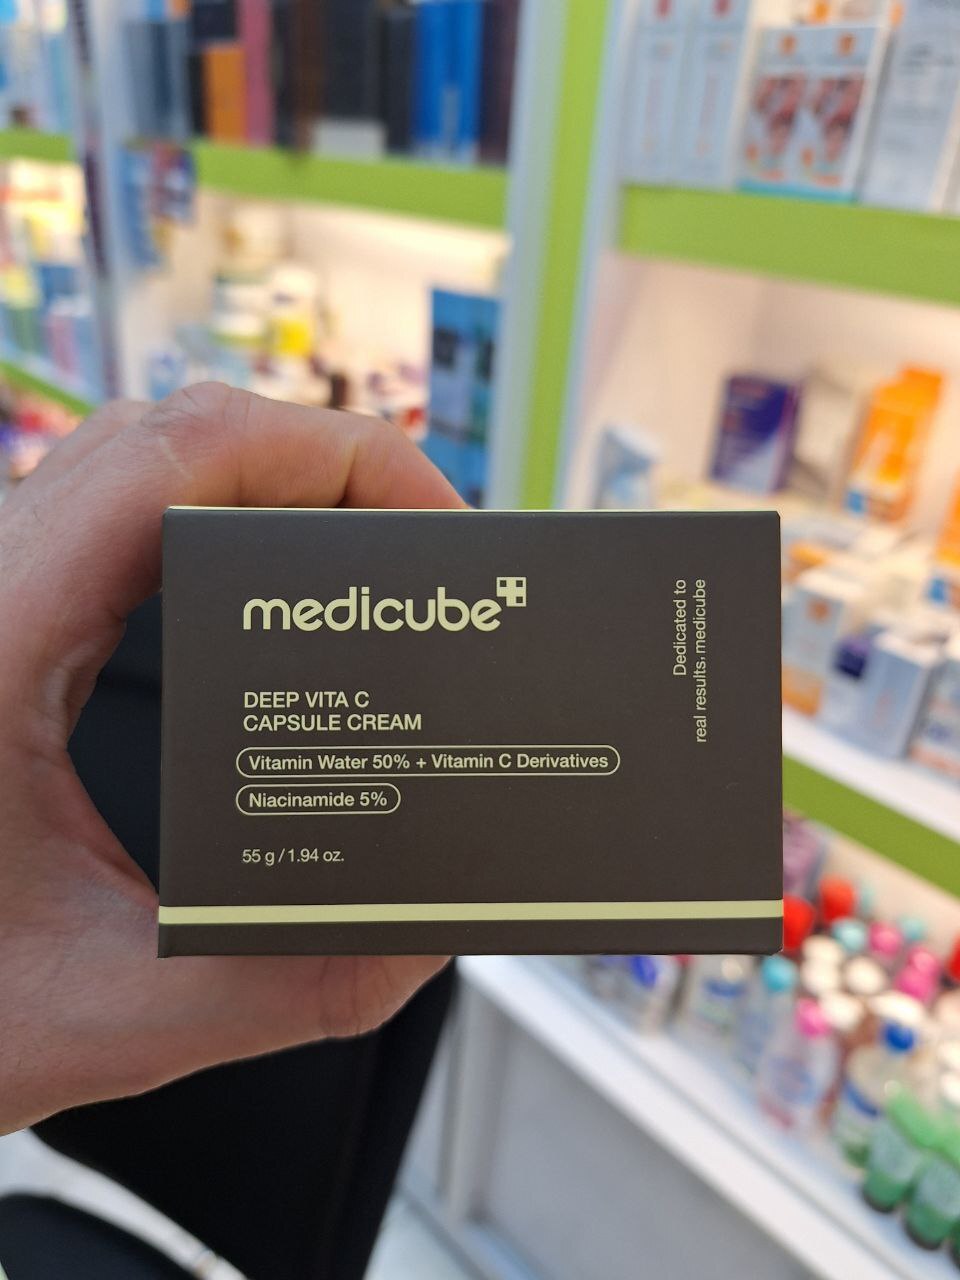 medicube
DEEP VITA C
CAPSULE CREAM
Vitamin Water 50% + Vitamin C Derivatives
Niacinamide 5%
55 g / 1.94 oz.
Dedicated to
real results, medicube